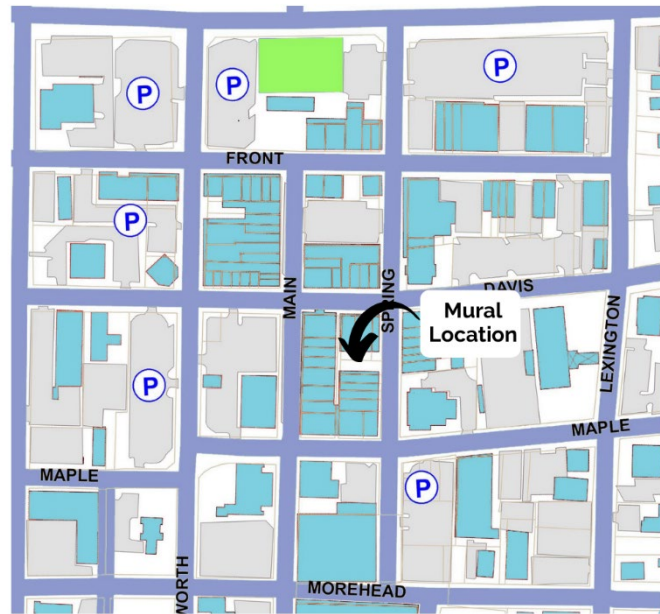 P
P
P
FRONT
P
MAIN
SPRING
DAVIS
Mural
Location
LEXINGTON
P
MAPLE
MAPLE
P
WORTH
MOREHEAD